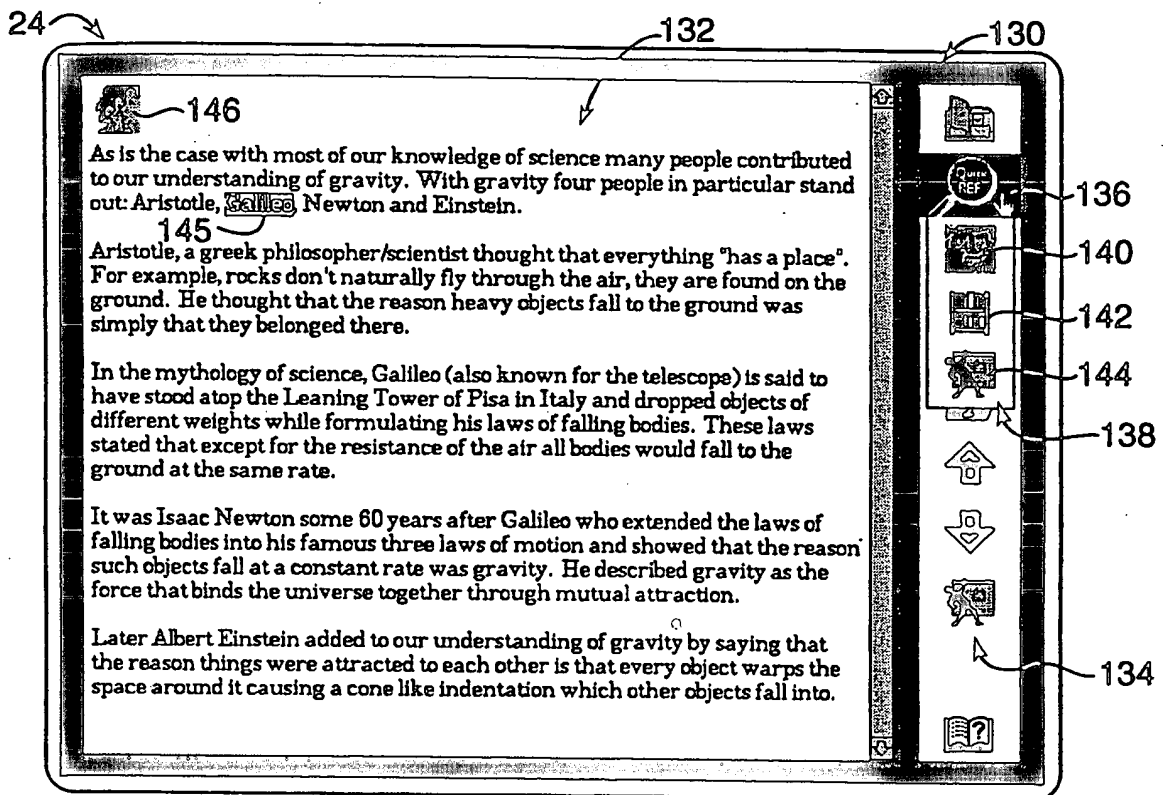 24
132
130
146
As is the case with most of our knowledge of science many people contributed
to our understanding of gravity. With gravity four people in particular stand
out: Aristotle, Galileo, Newton and Einstein.
145
Quick
REF
136
Aristotle, a greek philosopher/scientist thought that everything "has a place".
For example, rocks don't naturally fly through the air, they are found on the
ground. He thought that the reason heavy objects fall to the ground was
simply that they belonged there.
140
142
In the mythology of science, Galileo (also known for the telescope) is said to
have stood atop the Leaning Tower of Pisa in Italy and dropped objects of
different weights while formulating his laws of falling bodies. These laws
stated that except for the resistance of the air all bodies would fall to the
ground at the same rate.
144
138
It was Isaac Newton some 60 years after Galileo who extended the laws of
falling bodies into his famous three laws of motion and showed that the reason
such objects fall at a constant rate was gravity. He described gravity as the
force that binds the universe together through mutual attraction.
Later Albert Einstein added to our understanding of gravity by saying that
the reason things were attracted to each other is that every object warps the
space around it causing a cone like indentation which other objects fall into.
134
?